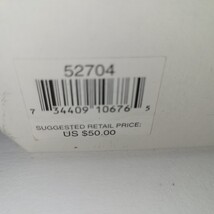 52704
7 34409 10676 5
SUGGESTED RETAIL PRICE:
US $50.00